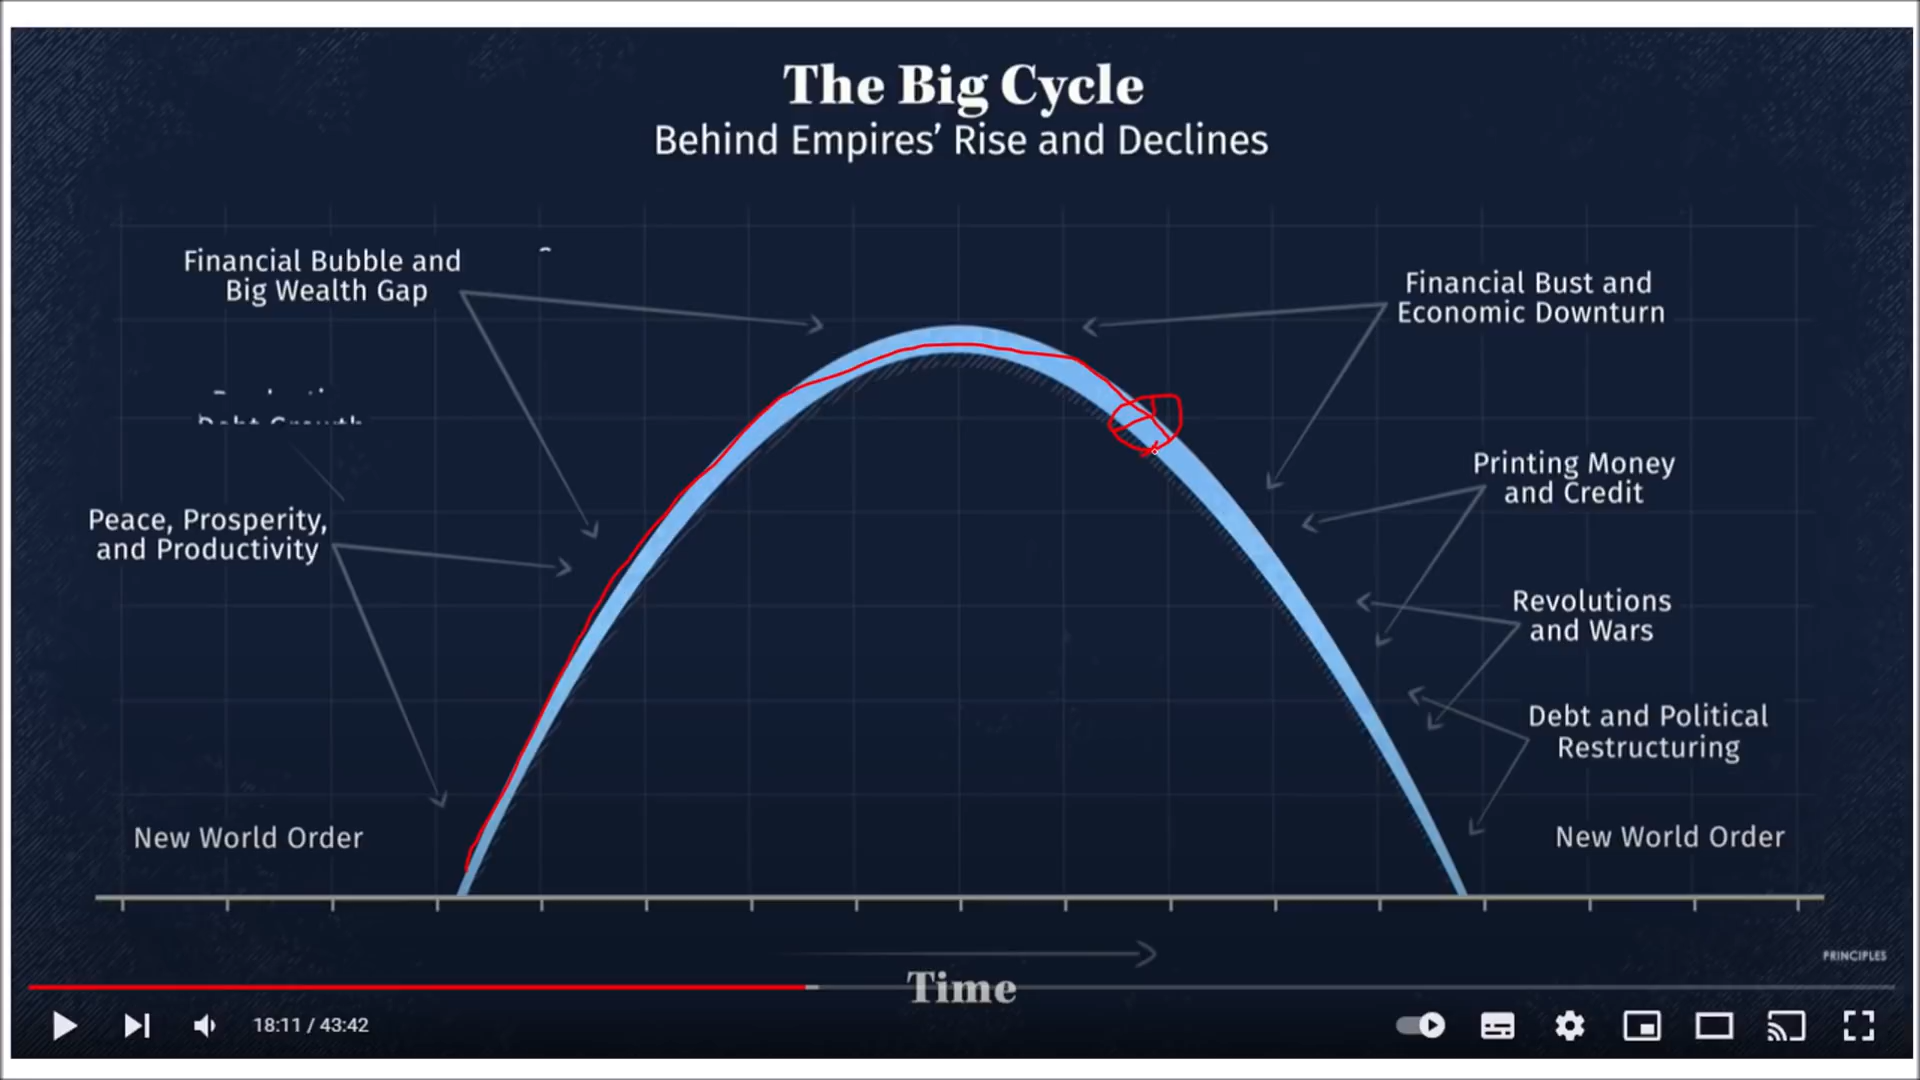 The Big Cycle
Behind Empires’ Rise and Declines
Financial Bubble and
Big Wealth Gap
Financial Bust and
Economic Downturn
Debt Growth
Printing Money
and Credit
Peace, Prosperity,
and Productivity
Revolutions
and Wars
Debt and Political
Restructuring
New World Order
New World Order
PRINCIPLES
Time
18:11 / 43:42